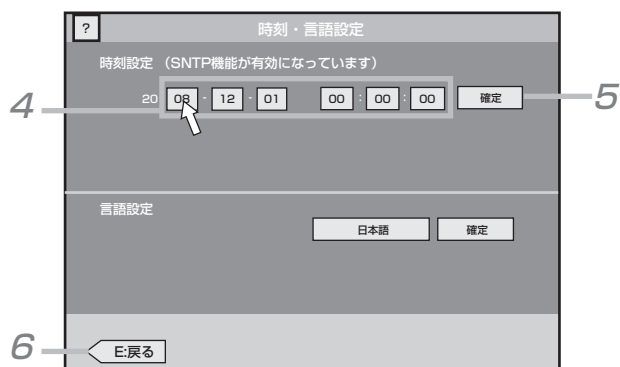 ? 時刻・言語設定
時刻設定 （SNTP機能が有効になっています）
4 20 08 - 12 - 01 00 : 00 : 00 確定 5
言語設定
日本語 確定
6 E:戻る